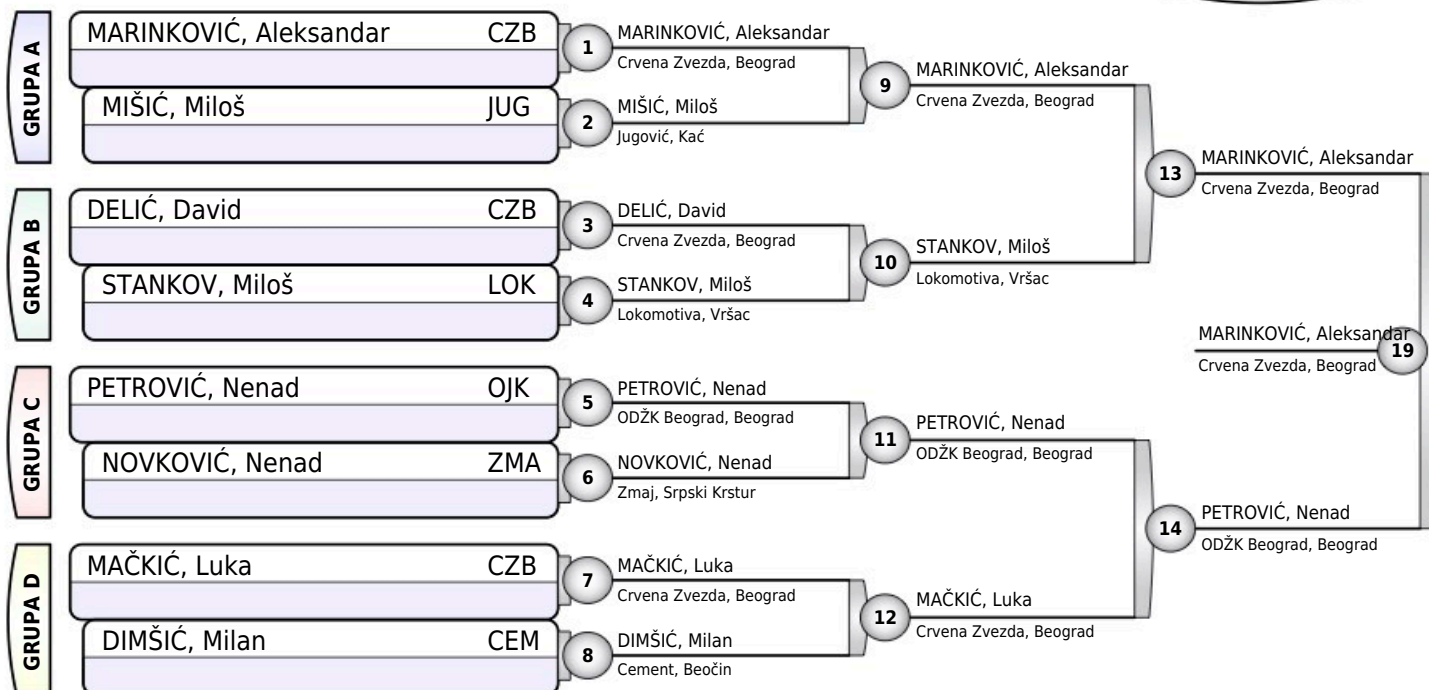 GRUPA A
MARINKOVIĆ, Aleksandar CZB
MIŠIĆ, Miloš JUG
GRUPA B
DELIĆ, David CZB
STANKOV, Miloš LOK
GRUPA C
PETROVIĆ, Nenad OJK
NOVKOVIĆ, Nenad ZMA
GRUPA D
MAČKIĆ, Luka CZB
DIMŠIĆ, Milan CEM
1
MARINKOVIĆ, Aleksandar
Crvena Zvezda, Beograd
2
MIŠIĆ, Miloš
Jugović, Kać
3
DELIĆ, David
Crvena Zvezda, Beograd
4
STANKOV, Miloš
Lokomotiva, Vršac
5
PETROVIĆ, Nenad
ODŽK Beograd, Beograd
6
NOVKOVIĆ, Nenad
Zmaj, Srpski Krstur
7
MAČKIĆ, Luka
Crvena Zvezda, Beograd
8
DIMŠIĆ, Milan
Cement, Beočin
9
MARINKOVIĆ, Aleksandar
Crvena Zvezda, Beograd
10
STANKOV, Miloš
Lokomotiva, Vršac
11
PETROVIĆ, Nenad
ODŽK Beograd, Beograd
12
MAČKIĆ, Luka
Crvena Zvezda, Beograd
13
MARINKOVIĆ, Aleksandar
Crvena Zvezda, Beograd
14
PETROVIĆ, Nenad
ODŽK Beograd, Beograd
MARINKOVIĆ, Aleksandar
Crvena Zvezda, Beograd
19